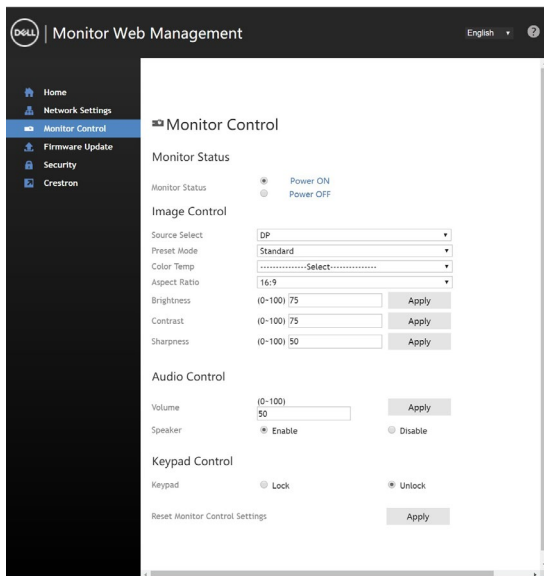 DELL
Monitor Web Management
English
?
Home
Network Settings
Monitor Control
Firmware Update
Security
Crestron
Monitor Control
Monitor Status
Monitor Status
Power ON
Power OFF
Image Control
Source Select DP
Preset Mode Standard
Color Temp ---------------Select---------------
Aspect Ratio 16:9
Brightness (0~100) 75 Apply
Contrast (0~100) 75 Apply
Sharpness (0~100) 50 Apply
Audio Control
(0~100)
Volume 50 Apply
Speaker Enable Disable
Keypad Control
Keypad Lock Unlock
Reset Monitor Control Settings Apply